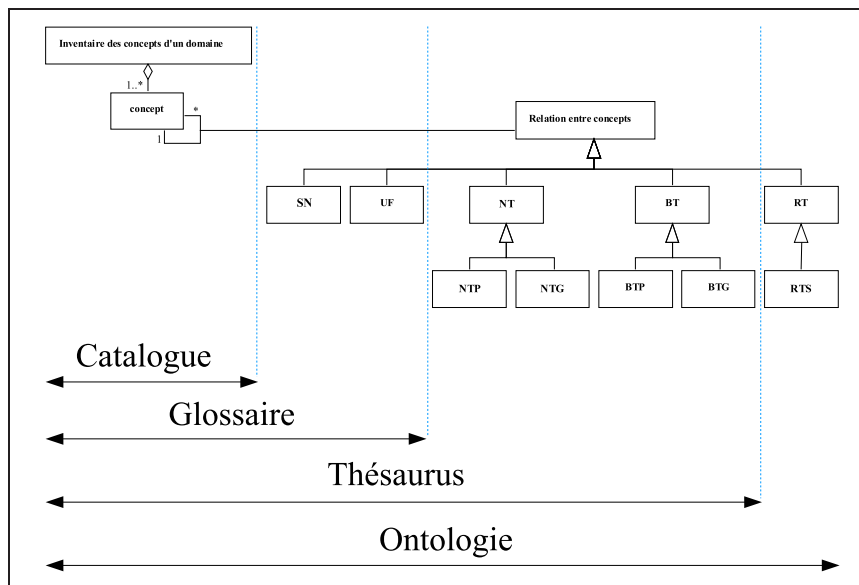 Inventaire des concepts d'un domaine
1..*
concept
*
1
Relation entre concepts
SN
UF
NT
BT
RT
NTP
NTG
BTP
BTG
RTS
Catalogue
Glossaire
Thésaurus
Ontologie